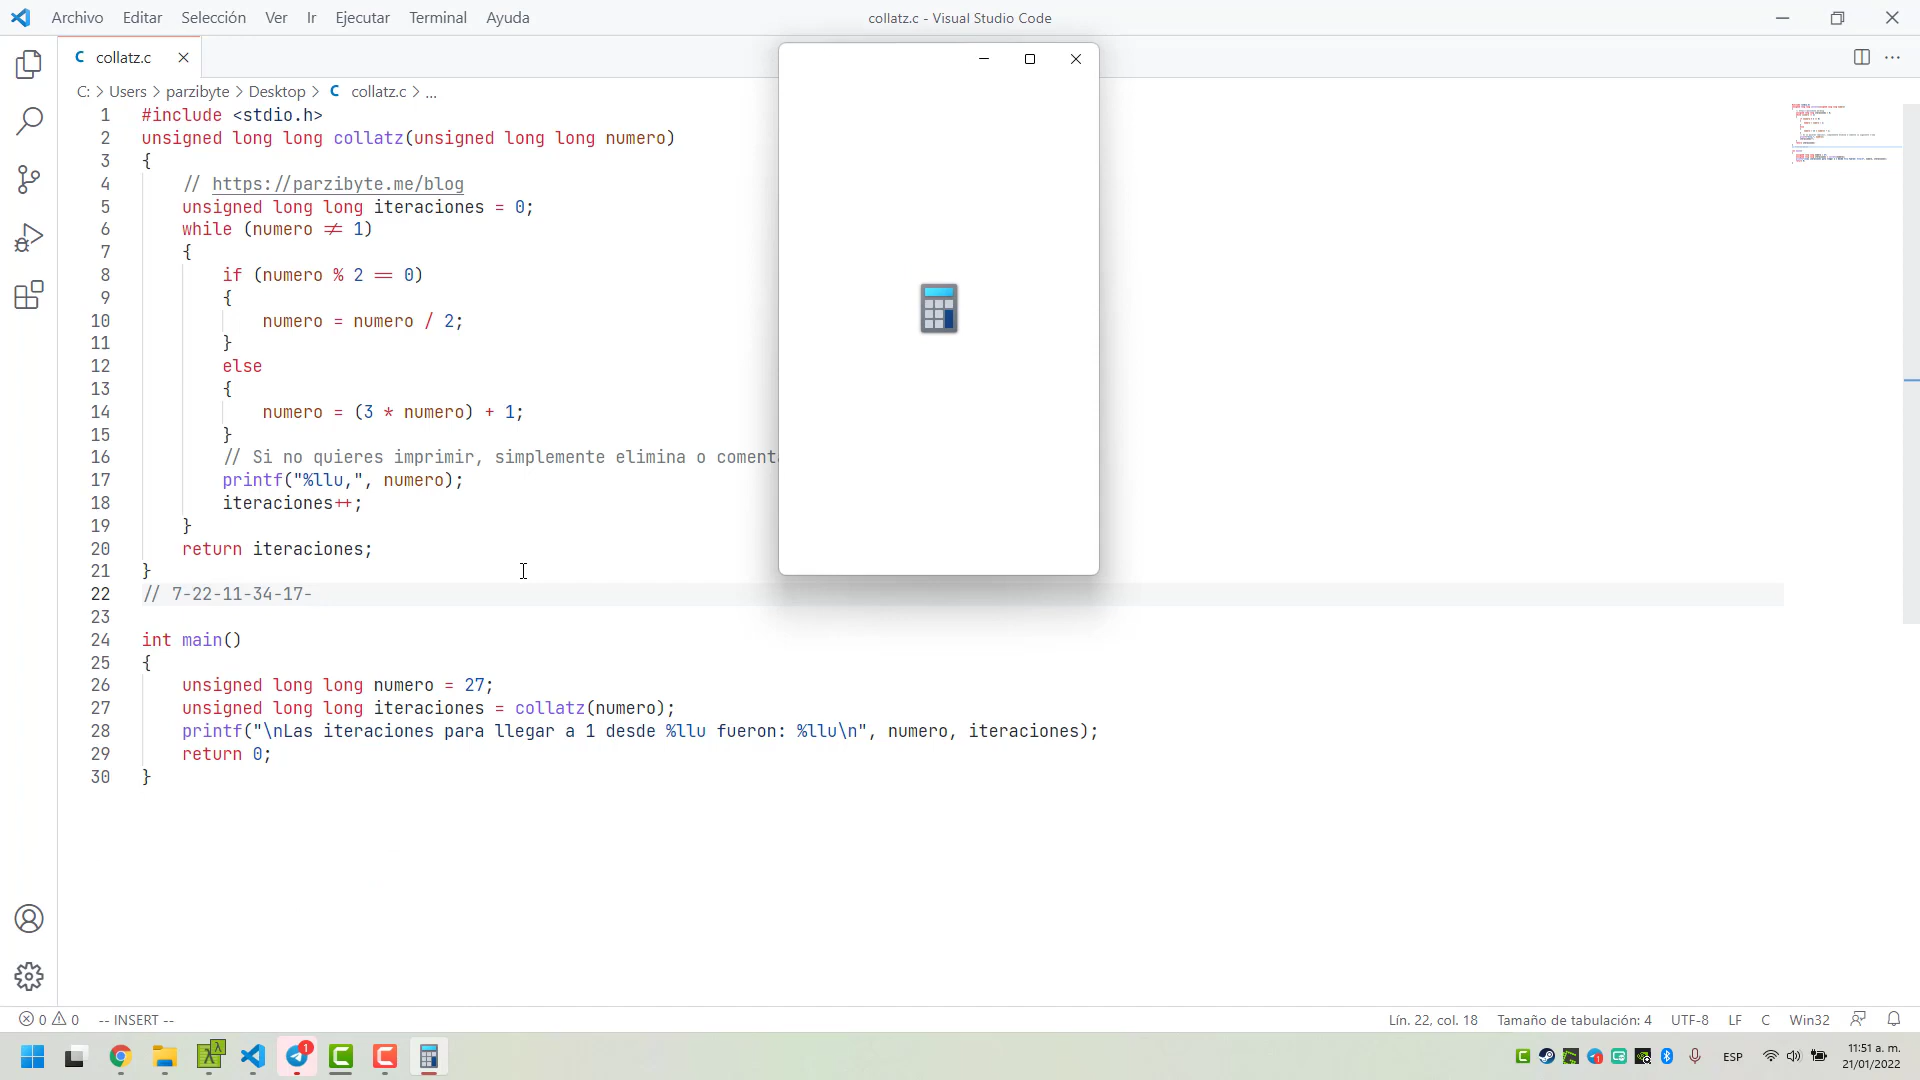 Archivo Editar Selección Ver Ir Ejecutar Terminal Ayuda
collatz.c - Visual Studio Code
C collatz.c
C: > Users > parzibyte > Desktop > C collatz.c > ...
1 #include <stdio.h>
2 unsigned long long collatz(unsigned long long numero)
3 {
4 // https://parzibyte.me/blog
5 unsigned long long iteraciones = 0;
6 while (numero ≠ 1)
7 {
8 if (numero % 2 == 0)
9 {
10 numero = numero / 2;
11 }
12 else
13 {
14 numero = (3 * numero) + 1;
15 }
16 // Si no quieres imprimir, simplemente elimina o coment
17 printf("%llu,", numero);
18 iteraciones++;
19 }
20 return iteraciones;
21 }
22 // 7-22-11-34-17-
23
24 int main()
25 {
26 unsigned long long numero = 27;
27 unsigned long long iteraciones = collatz(numero);
28 printf("\nLas iteraciones para llegar a 1 desde %llu fueron: %llu\n", numero, iteraciones);
29 return 0;
30 }
0 0 -- INSERT --
Lín. 22, col. 18 Tamaño de tabulación: 4 UTF-8 LF C Win32
1
ESP
11:51 a. m.
21/01/2022